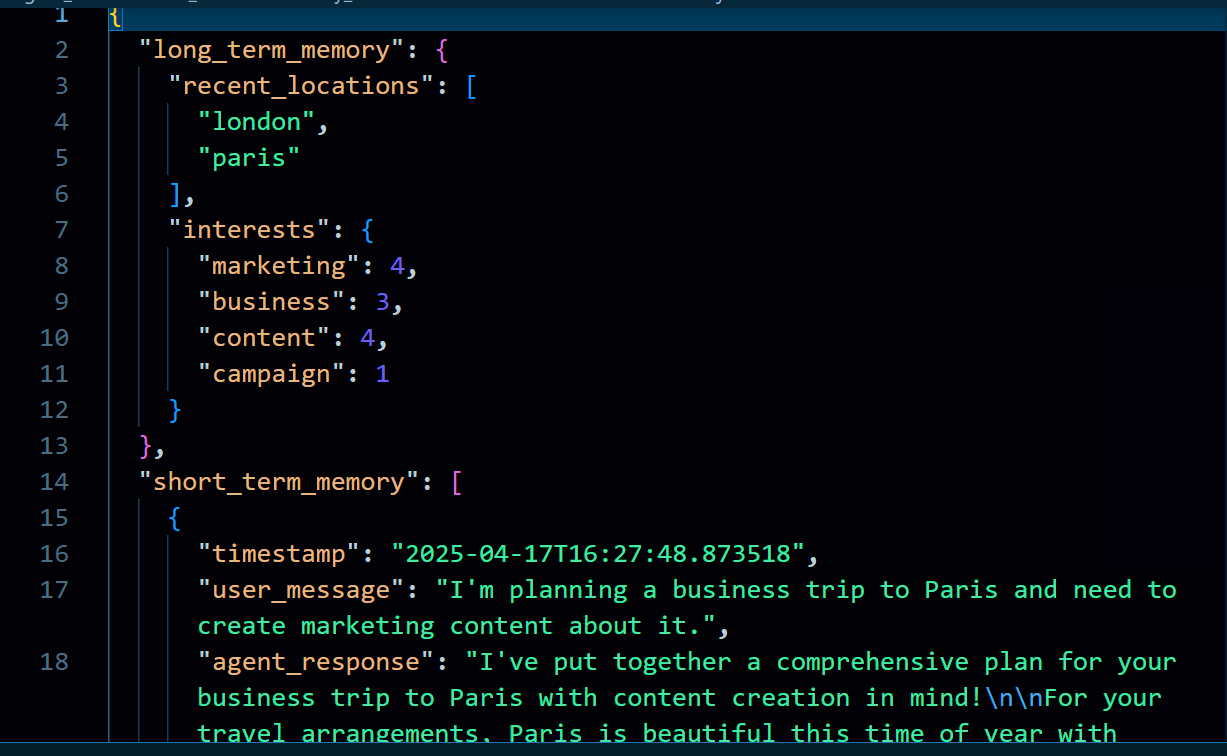 1 {
2 "long_term_memory": {
3 "recent_locations": [
4 "london",
5 "paris"
6 ],
7 "interests": {
8 "marketing": 4,
9 "business": 3,
10 "content": 4,
11 "campaign": 1
12 }
13 },
14 "short_term_memory": [
15 {
16 "timestamp": "2025-04-17T16:27:48.873518",
17 "user_message": "I'm planning a business trip to Paris and need to
create marketing content about it.",
18 "agent_response": "I've put together a comprehensive plan for your
business trip to Paris with content creation in mind!\n\nFor your
travel arrangements, Paris is beautiful this time of year with